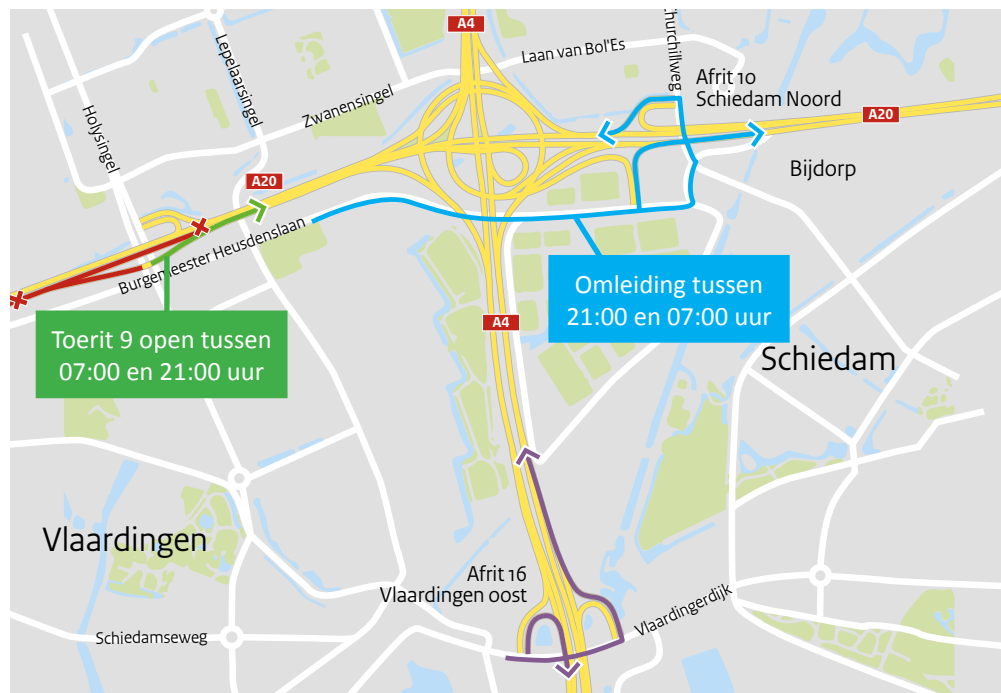 A4
Laan van Bol'Es
Churchillweg
Lepelaarsingel
Zwanensingel
Holysingel
Afrit 10
Schiedam Noord
A20
Bijdorp
A20
Burgemeester Heusdenslaan
Omleiding tussen
21:00 en 07:00 uur
Toerit 9 open tussen
07:00 en 21:00 uur
A4
Schiedam
Vlaardingen
Afrit 16
Vlaardingen oost
Vlaardingerdijk
Schiedamseweg